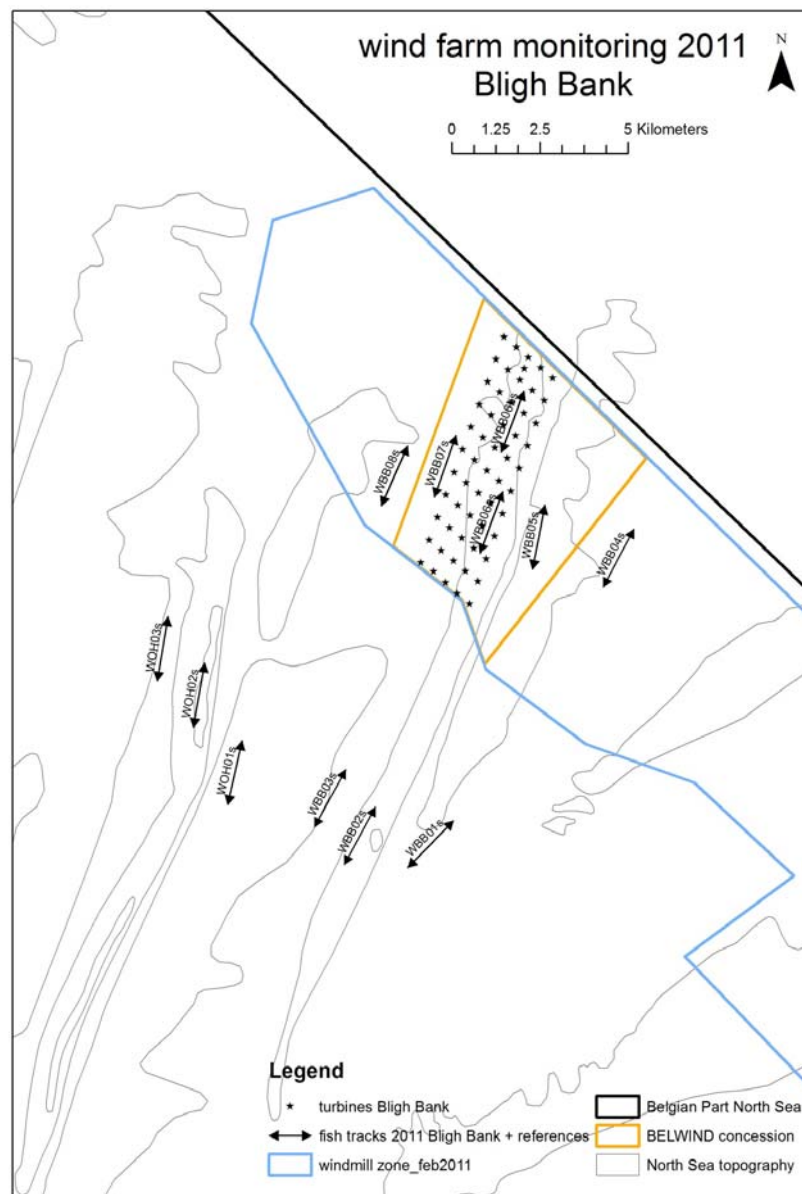 wind farm monitoring 2011
Bligh Bank
N
0 1.25 2.5 5 Kilometers
WBB06bs
WBB08s
WBB07s
WBB06as
WBB05s
WBB04s
WOH03s
WOH02s
WOH01s
WBB03s
WBB02s
WBB01s
Legend
turbines Bligh Bank
fish tracks 2011 Bligh Bank + references
windmill zone_feb2011
Belgian Part North Sea
BELWIND concession
North Sea topography